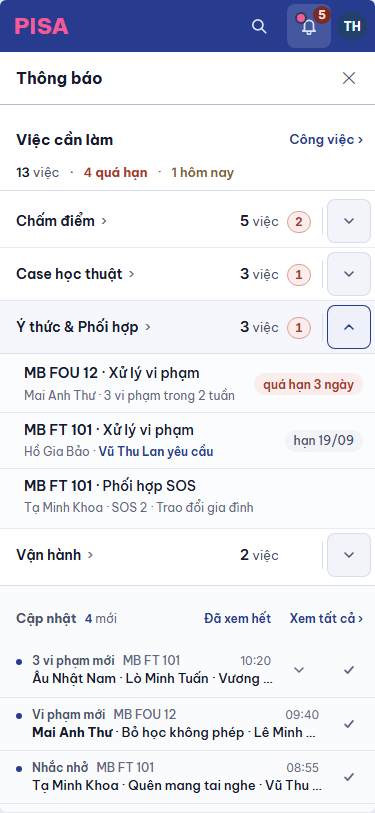 PISA
5
TH
Thông báo
Việc cần làm
Công việc ›
13 việc · 4 quá hạn · 1 hôm nay
Chấm điểm ›
5 việc
2
Case học thuật ›
3 việc
1
Ý thức & Phối hợp ›
3 việc
1
MB FOU 12 · Xử lý vi phạm
Mai Anh Thư · 3 vi phạm trong 2 tuần
quá hạn 3 ngày
MB FT 101 · Xử lý vi phạm
Hồ Gia Bảo · Vũ Thu Lan yêu cầu
hạn 19/09
MB FT 101 · Phối hợp SOS
Tạ Minh Khoa · SOS 2 · Trao đổi gia đình
Vận hành ›
2 việc
Cập nhật 4 mới
Đã xem hết
Xem tất cả ›
3 vi phạm mới MB FT 101 10:20
Âu Nhật Nam · Lò Minh Tuấn · Vương ...
Vi phạm mới MB FOU 12 09:40
Mai Anh Thư · Bỏ học không phép · Lê Minh ...
Nhắc nhở MB FT 101 08:55
Tạ Minh Khoa · Quên mang tai nghe · Vũ Thu ...